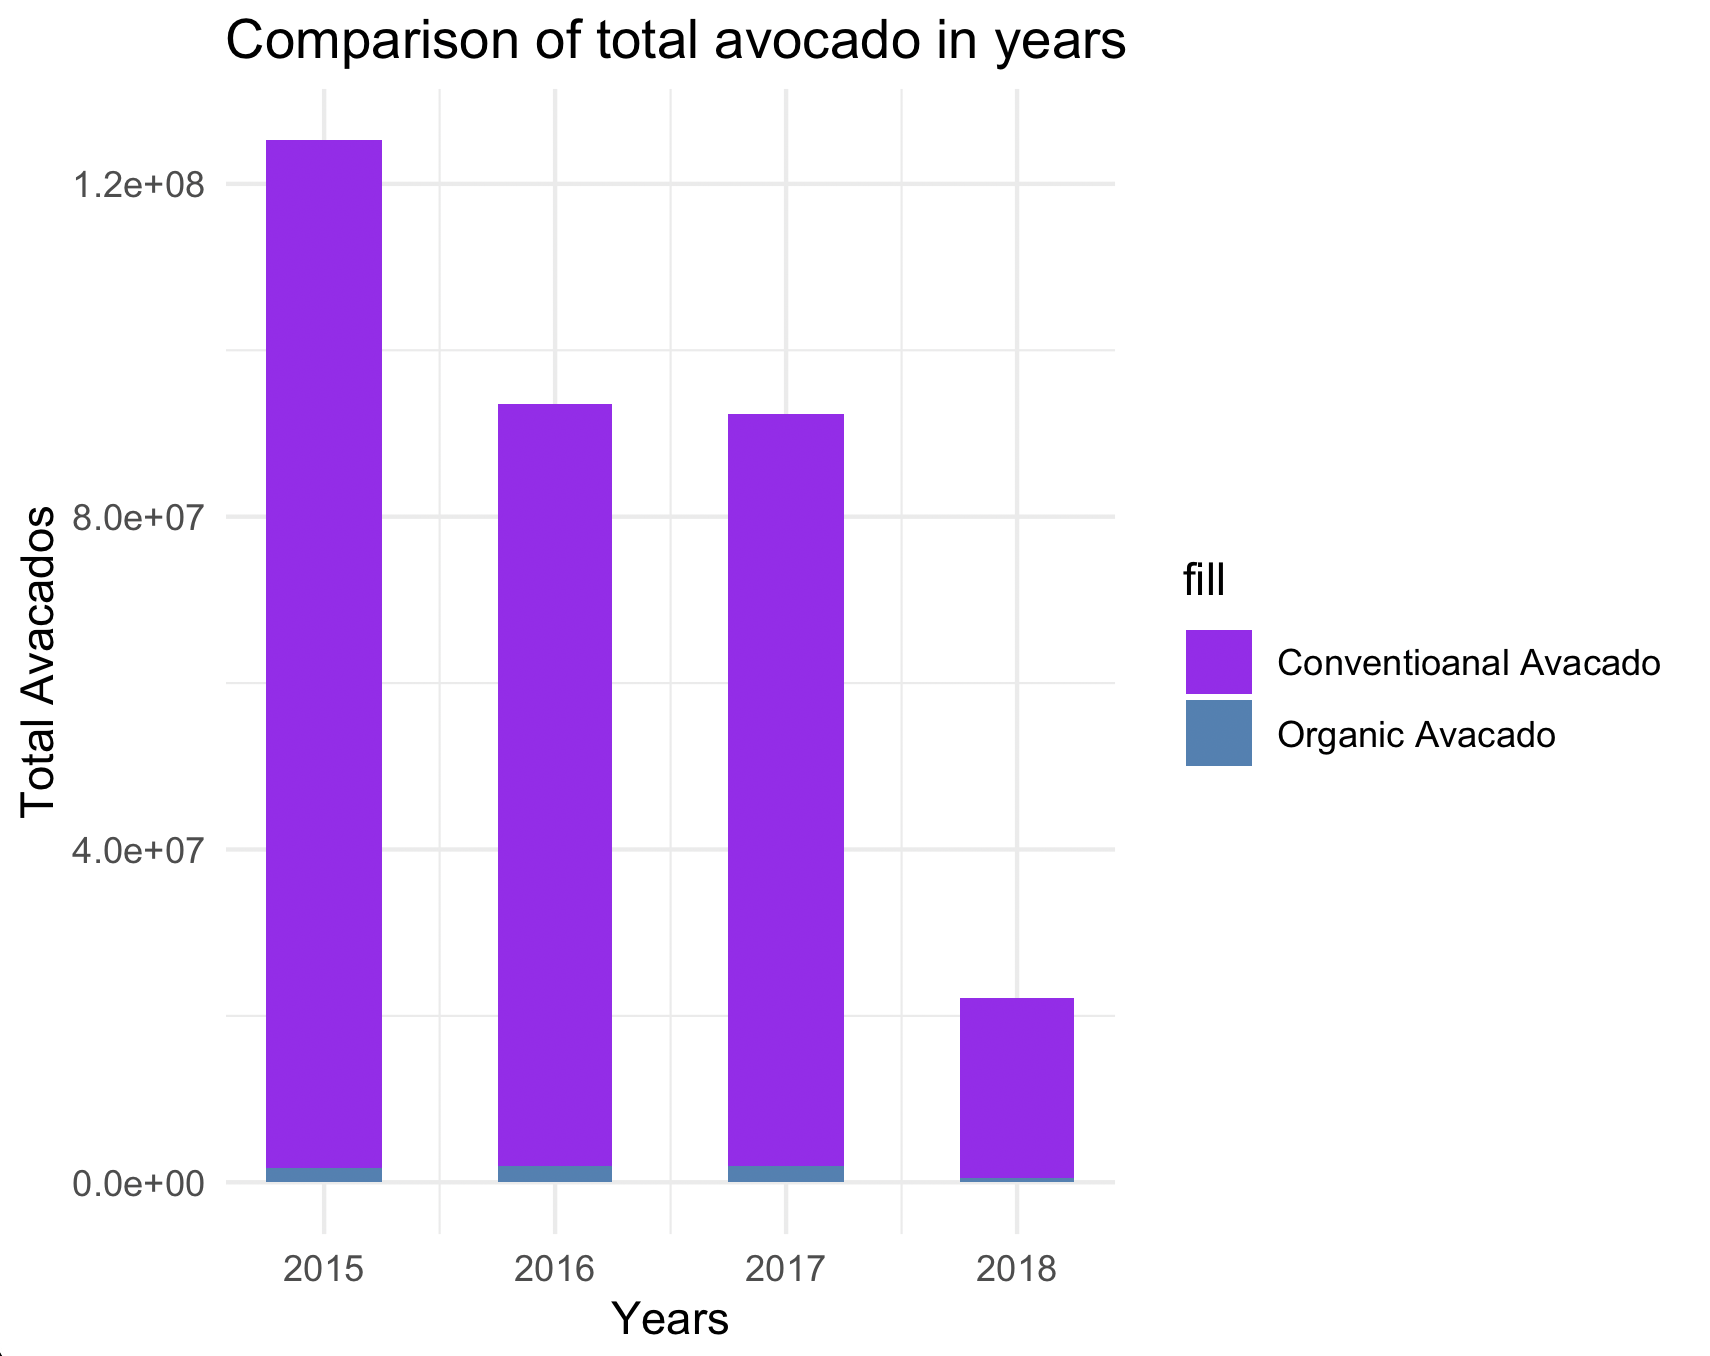 Comparison of total avocado in years
1.2e+08
8.0e+07
4.0e+07
0.0e+00
Total Avacados
2015 2016 2017 2018
Years
fill
Conventioanal Avacado
Organic Avacado